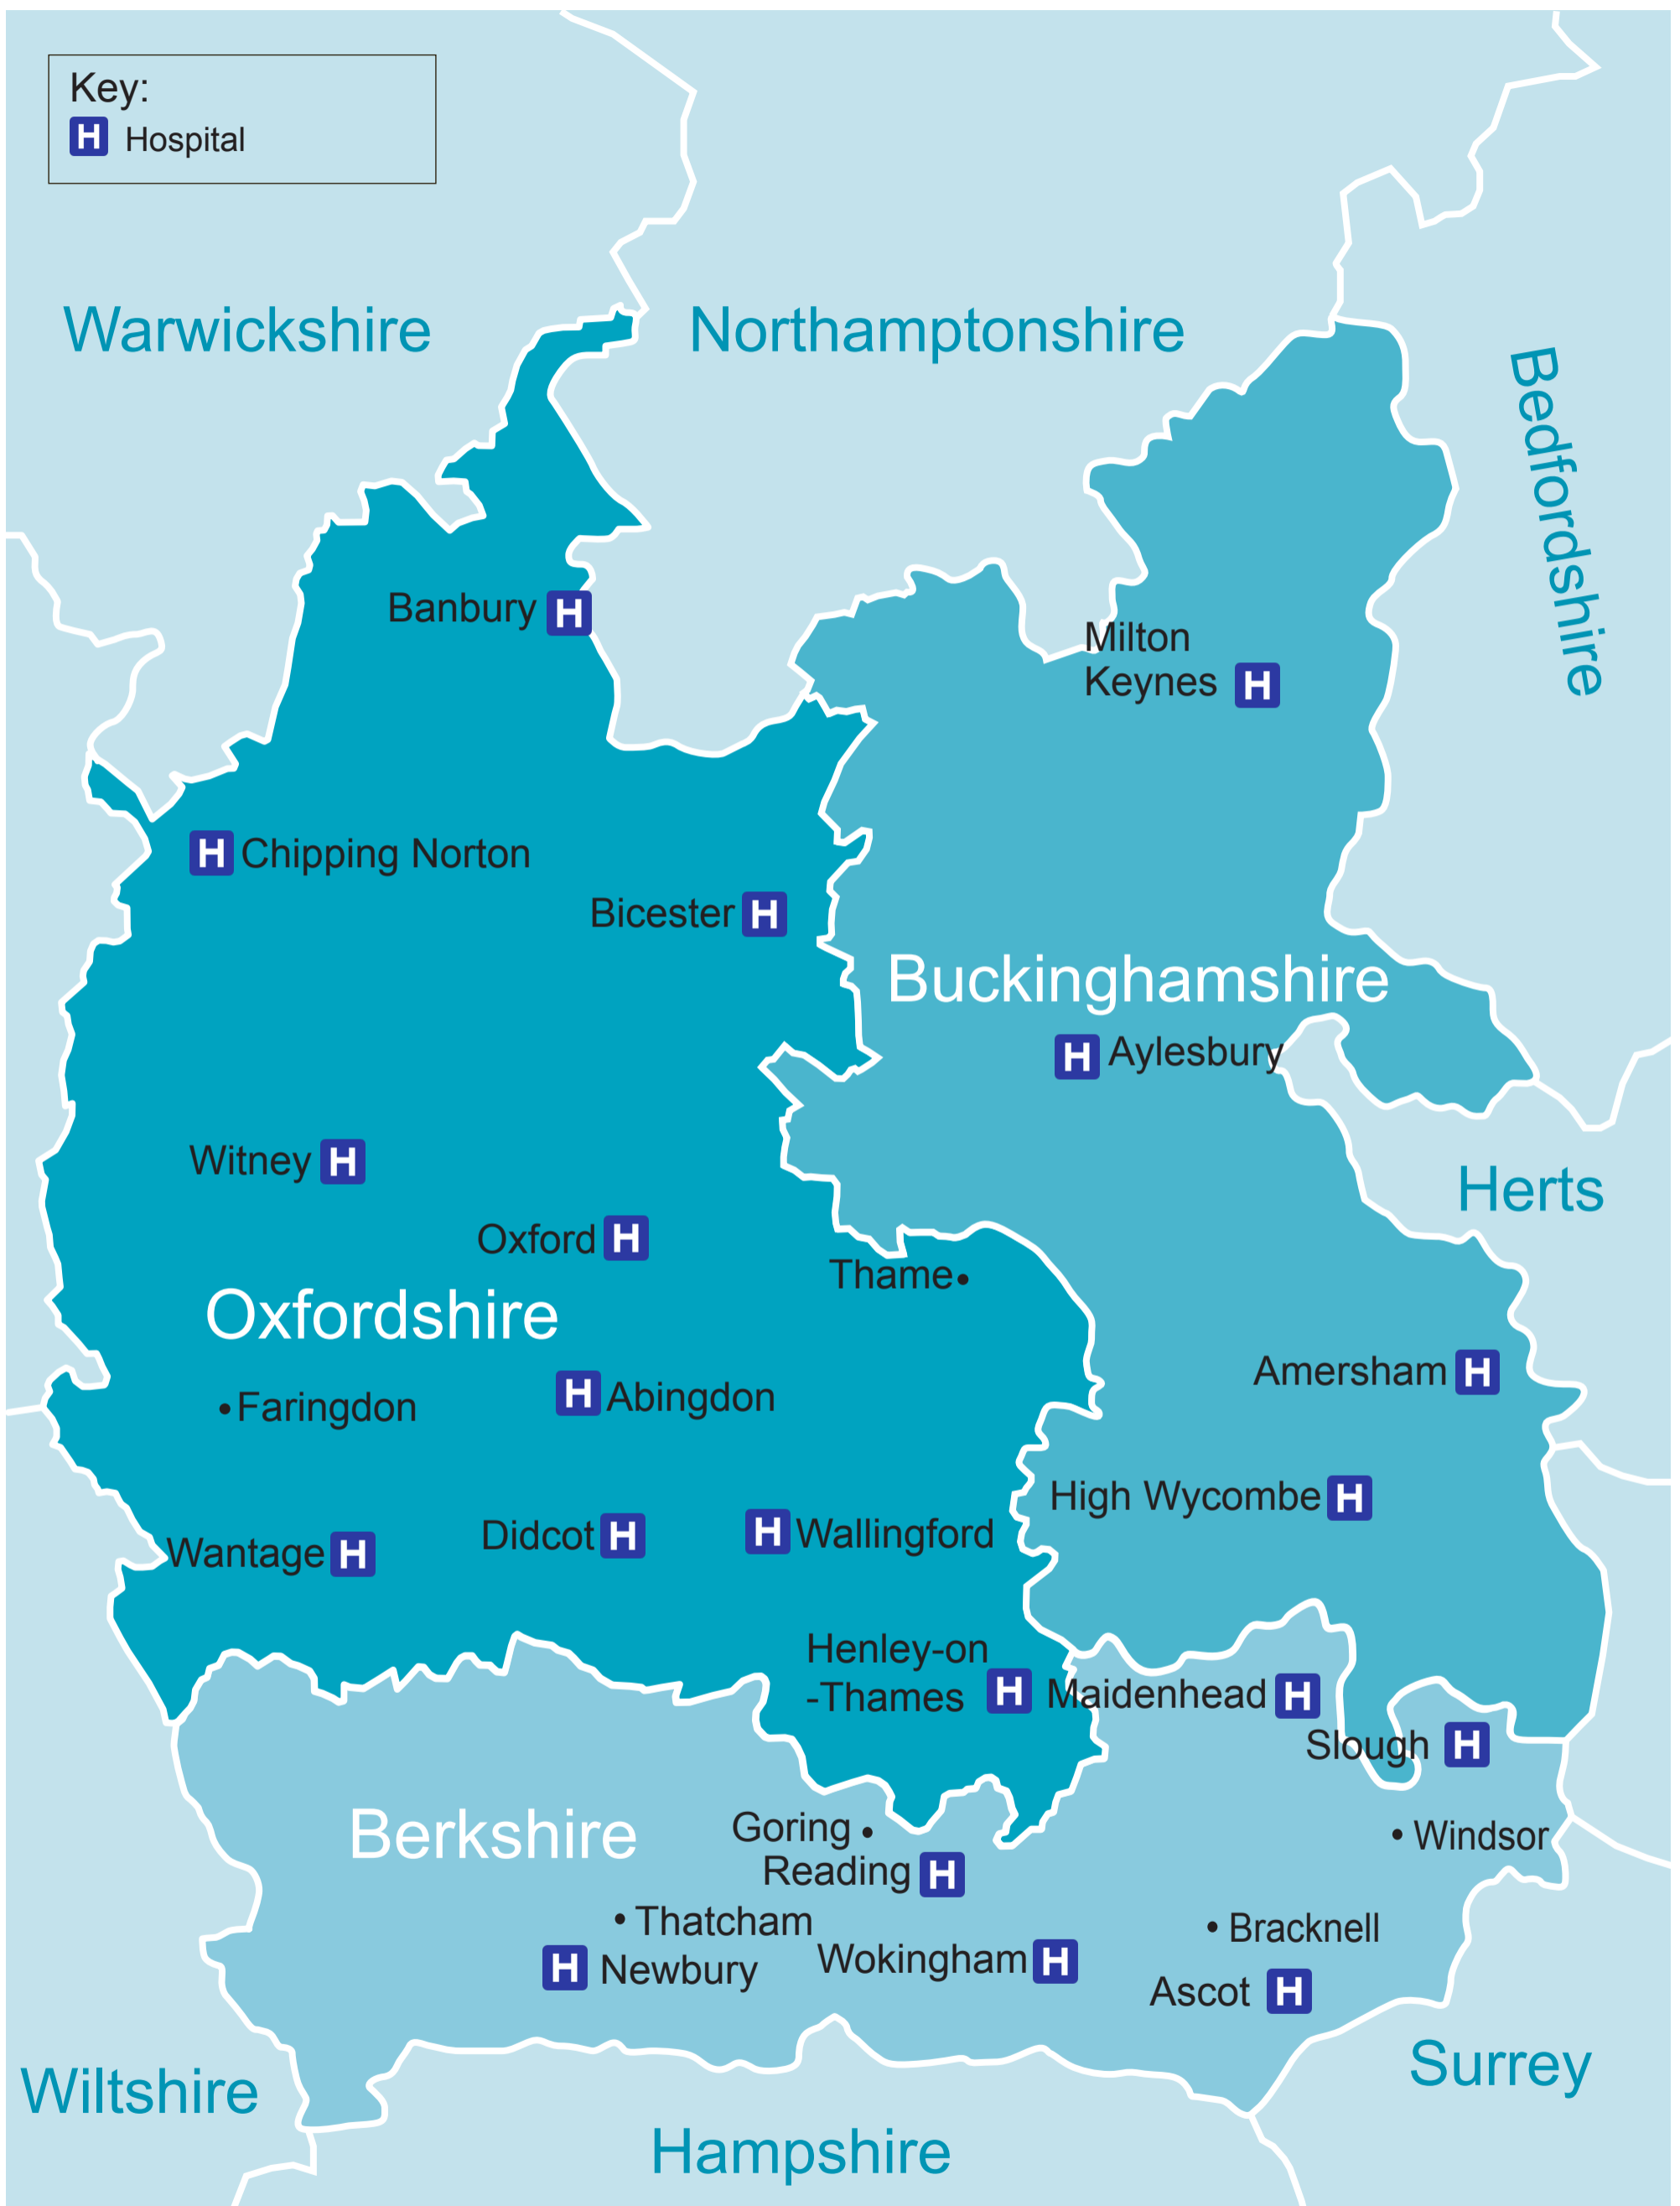 Key:
H Hospital
Warwickshire
Northamptonshire
Bedfordshire
Banbury H
Milton
Keynes H
H Chipping Norton
Bicester H
Buckinghamshire
H Aylesbury
Witney H
Herts
Oxford H
Thame
Oxfordshire
Amersham H
Faringdon
H Abingdon
High Wycombe H
Wantage H
Didcot H
H Wallingford
Henley-on
-Thames H
Maidenhead H
Slough H
Berkshire
Goring
Windsor
Reading H
Thatcham
Bracknell
H Newbury
Wokingham H
Ascot H
Wiltshire
Surrey
Hampshire